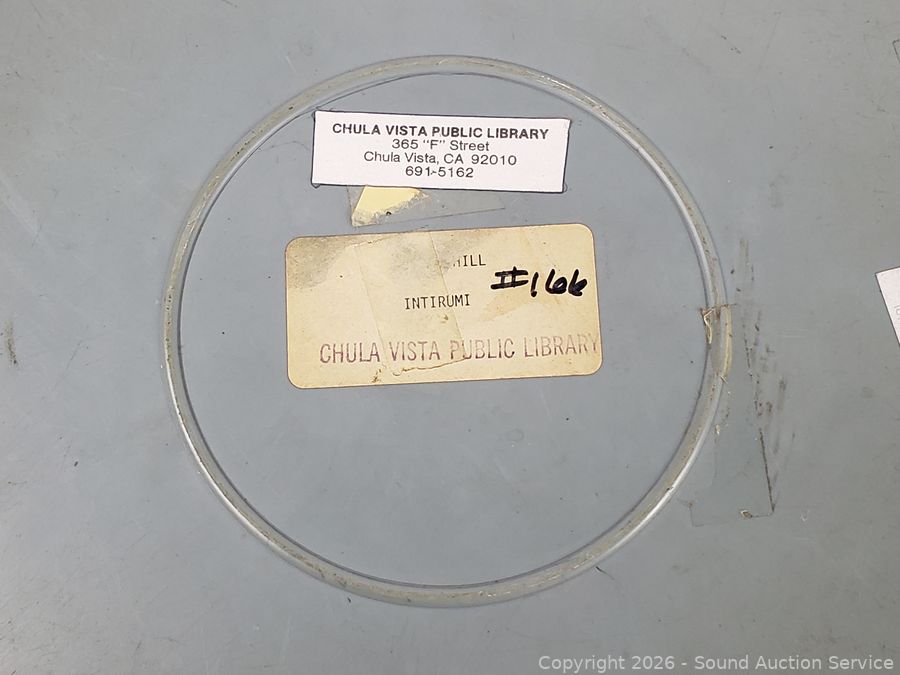 CHULA VISTA PUBLIC LIBRARY
365 "F" Street
Chula Vista, CA 92010
691-5162
HILL
#166
INTIRUMI
CHULA VISTA PUBLIC LIBRARY
Copyright 2026 - Sound Auction Service